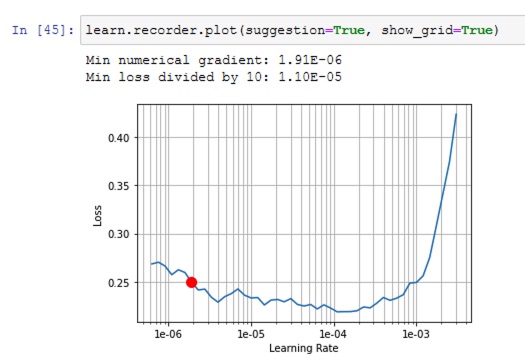 In [45]: learn.recorder.plot(suggestion=True, show_grid=True)
Min numerical gradient: 1.91E-06
Min loss divided by 10: 1.10E-05
0.40
0.35
0.30
0.25
Loss
1e-06 1e-05 1e-04 1e-03
Learning Rate